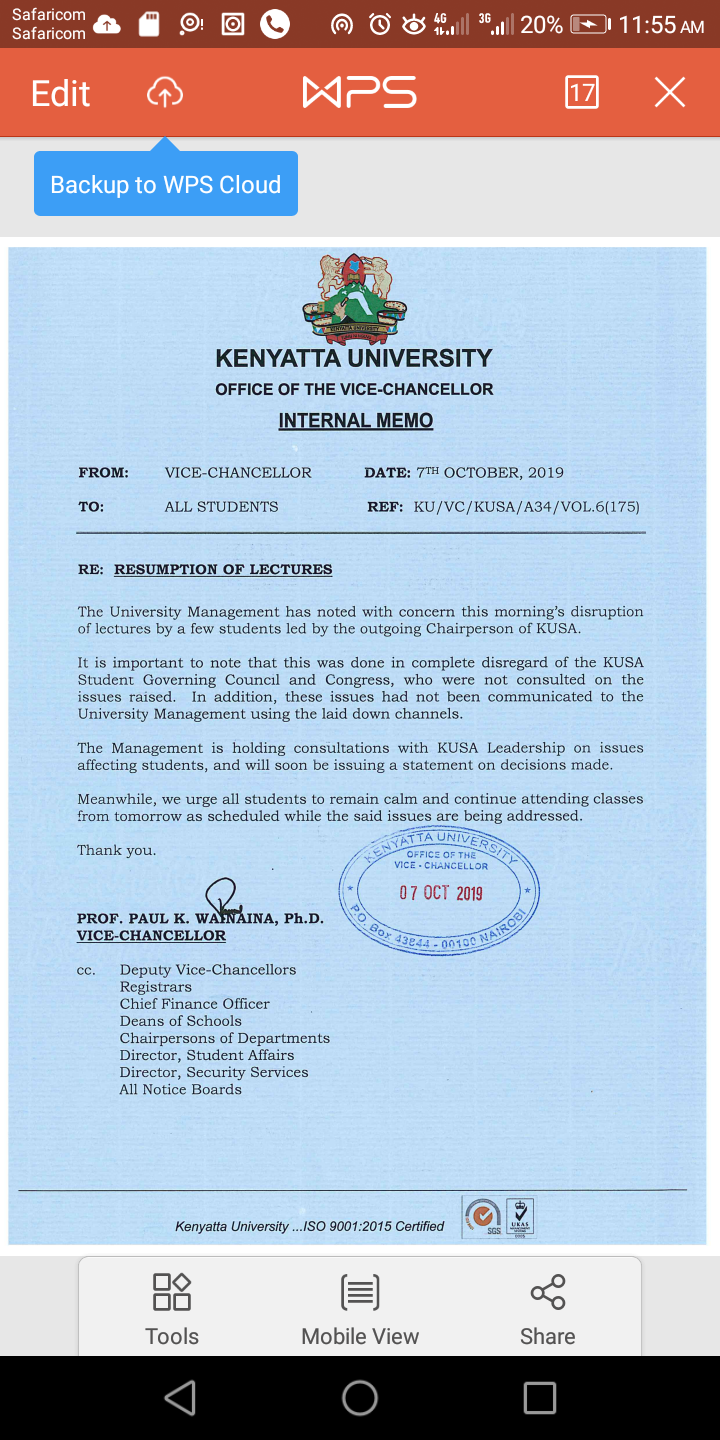 Safaricom
Safaricom
4G
3G
20%
11:55 AM
Edit
WPS
17
Backup to WPS Cloud
KENYATTA UNIVERSITY
KENYATTA UNIVERSITY
OFFICE OF THE VICE-CHANCELLOR
INTERNAL MEMO
FROM: VICE-CHANCELLOR DATE: 7TH OCTOBER, 2019
TO: ALL STUDENTS REF: KU/VC/KUSA/A34/VOL.6(175)
RE: RESUMPTION OF LECTURES
The University Management has noted with concern this morning's disruption
of lectures by a few students led by the outgoing Chairperson of KUSA.
It is important to note that this was done in complete disregard of the KUSA
Student Governing Council and Congress, who were not consulted on the
issues raised. In addition, these issues had not been communicated to the
University Management using the laid down channels.
The Management is holding consultations with KUSA Leadership on issues
affecting students, and will soon be issuing a statement on decisions made.
Meanwhile, we urge all students to remain calm and continue attending classes
from tomorrow as scheduled while the said issues are being addressed.
Thank you.
KENYATTA UNIVERSITY
OFFICE OF THE
VICE - CHANCELLOR
07 OCT 2019
P.O. Box 43844 - 00100 NAIROBI
PROF. PAUL K. WAINAINA, Ph.D.
VICE-CHANCELLOR
cc. Deputy Vice-Chancellors
Registrars
Chief Finance Officer
Deans of Schools
Chairpersons of Departments
Director, Student Affairs
Director, Security Services
All Notice Boards
Kenyatta University ...ISO 9001:2015 Certified
SGS
UKAS
Tools
Mobile View
Share